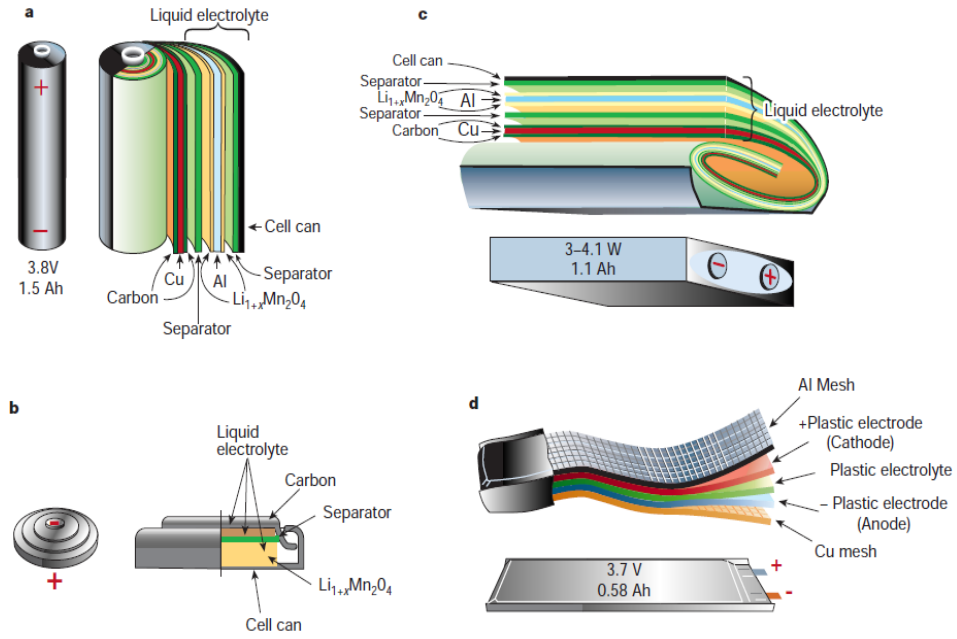 a
Liquid electrolyte
+
−
3.8V
1.5 Ah
Cell can
Separator
Carbon
Cu
Al
Li1+xMn2O4
Separator
c
Cell can
Separator
Li1+xMn2O4
Al
Separator
Carbon
Cu
Liquid electrolyte
3–4.1 W
1.1 Ah
−
+
b
Liquid
electrolyte
Carbon
Separator
Li1+xMn2O4
Cell can
-
+
d
Al Mesh
+Plastic electrode
(Cathode)
Plastic electrolyte
– Plastic electrode
(Anode)
Cu mesh
3.7 V
0.58 Ah
+
-